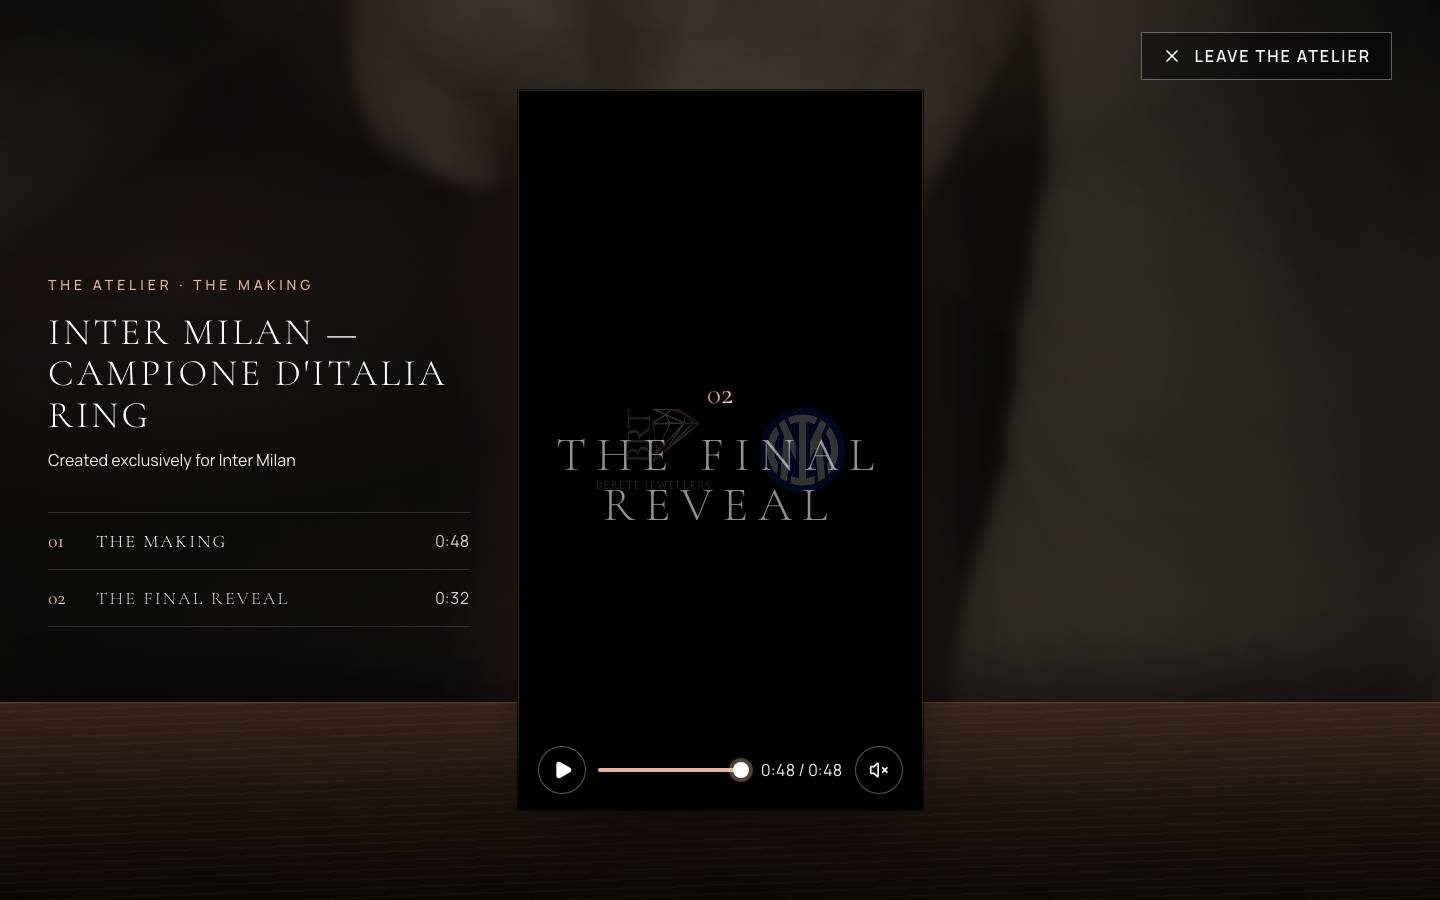 LEAVE THE ATELIER
THE ATELIER · THE MAKING
INTER MILAN —
CAMPIONE D'ITALIA
RING
Created exclusively for Inter Milan
01 THE MAKING 0:48
02 THE FINAL REVEAL 0:32
02
BRT
THE FINAL
BERETE JEWELLERS
REVEAL
0:48 / 0:48